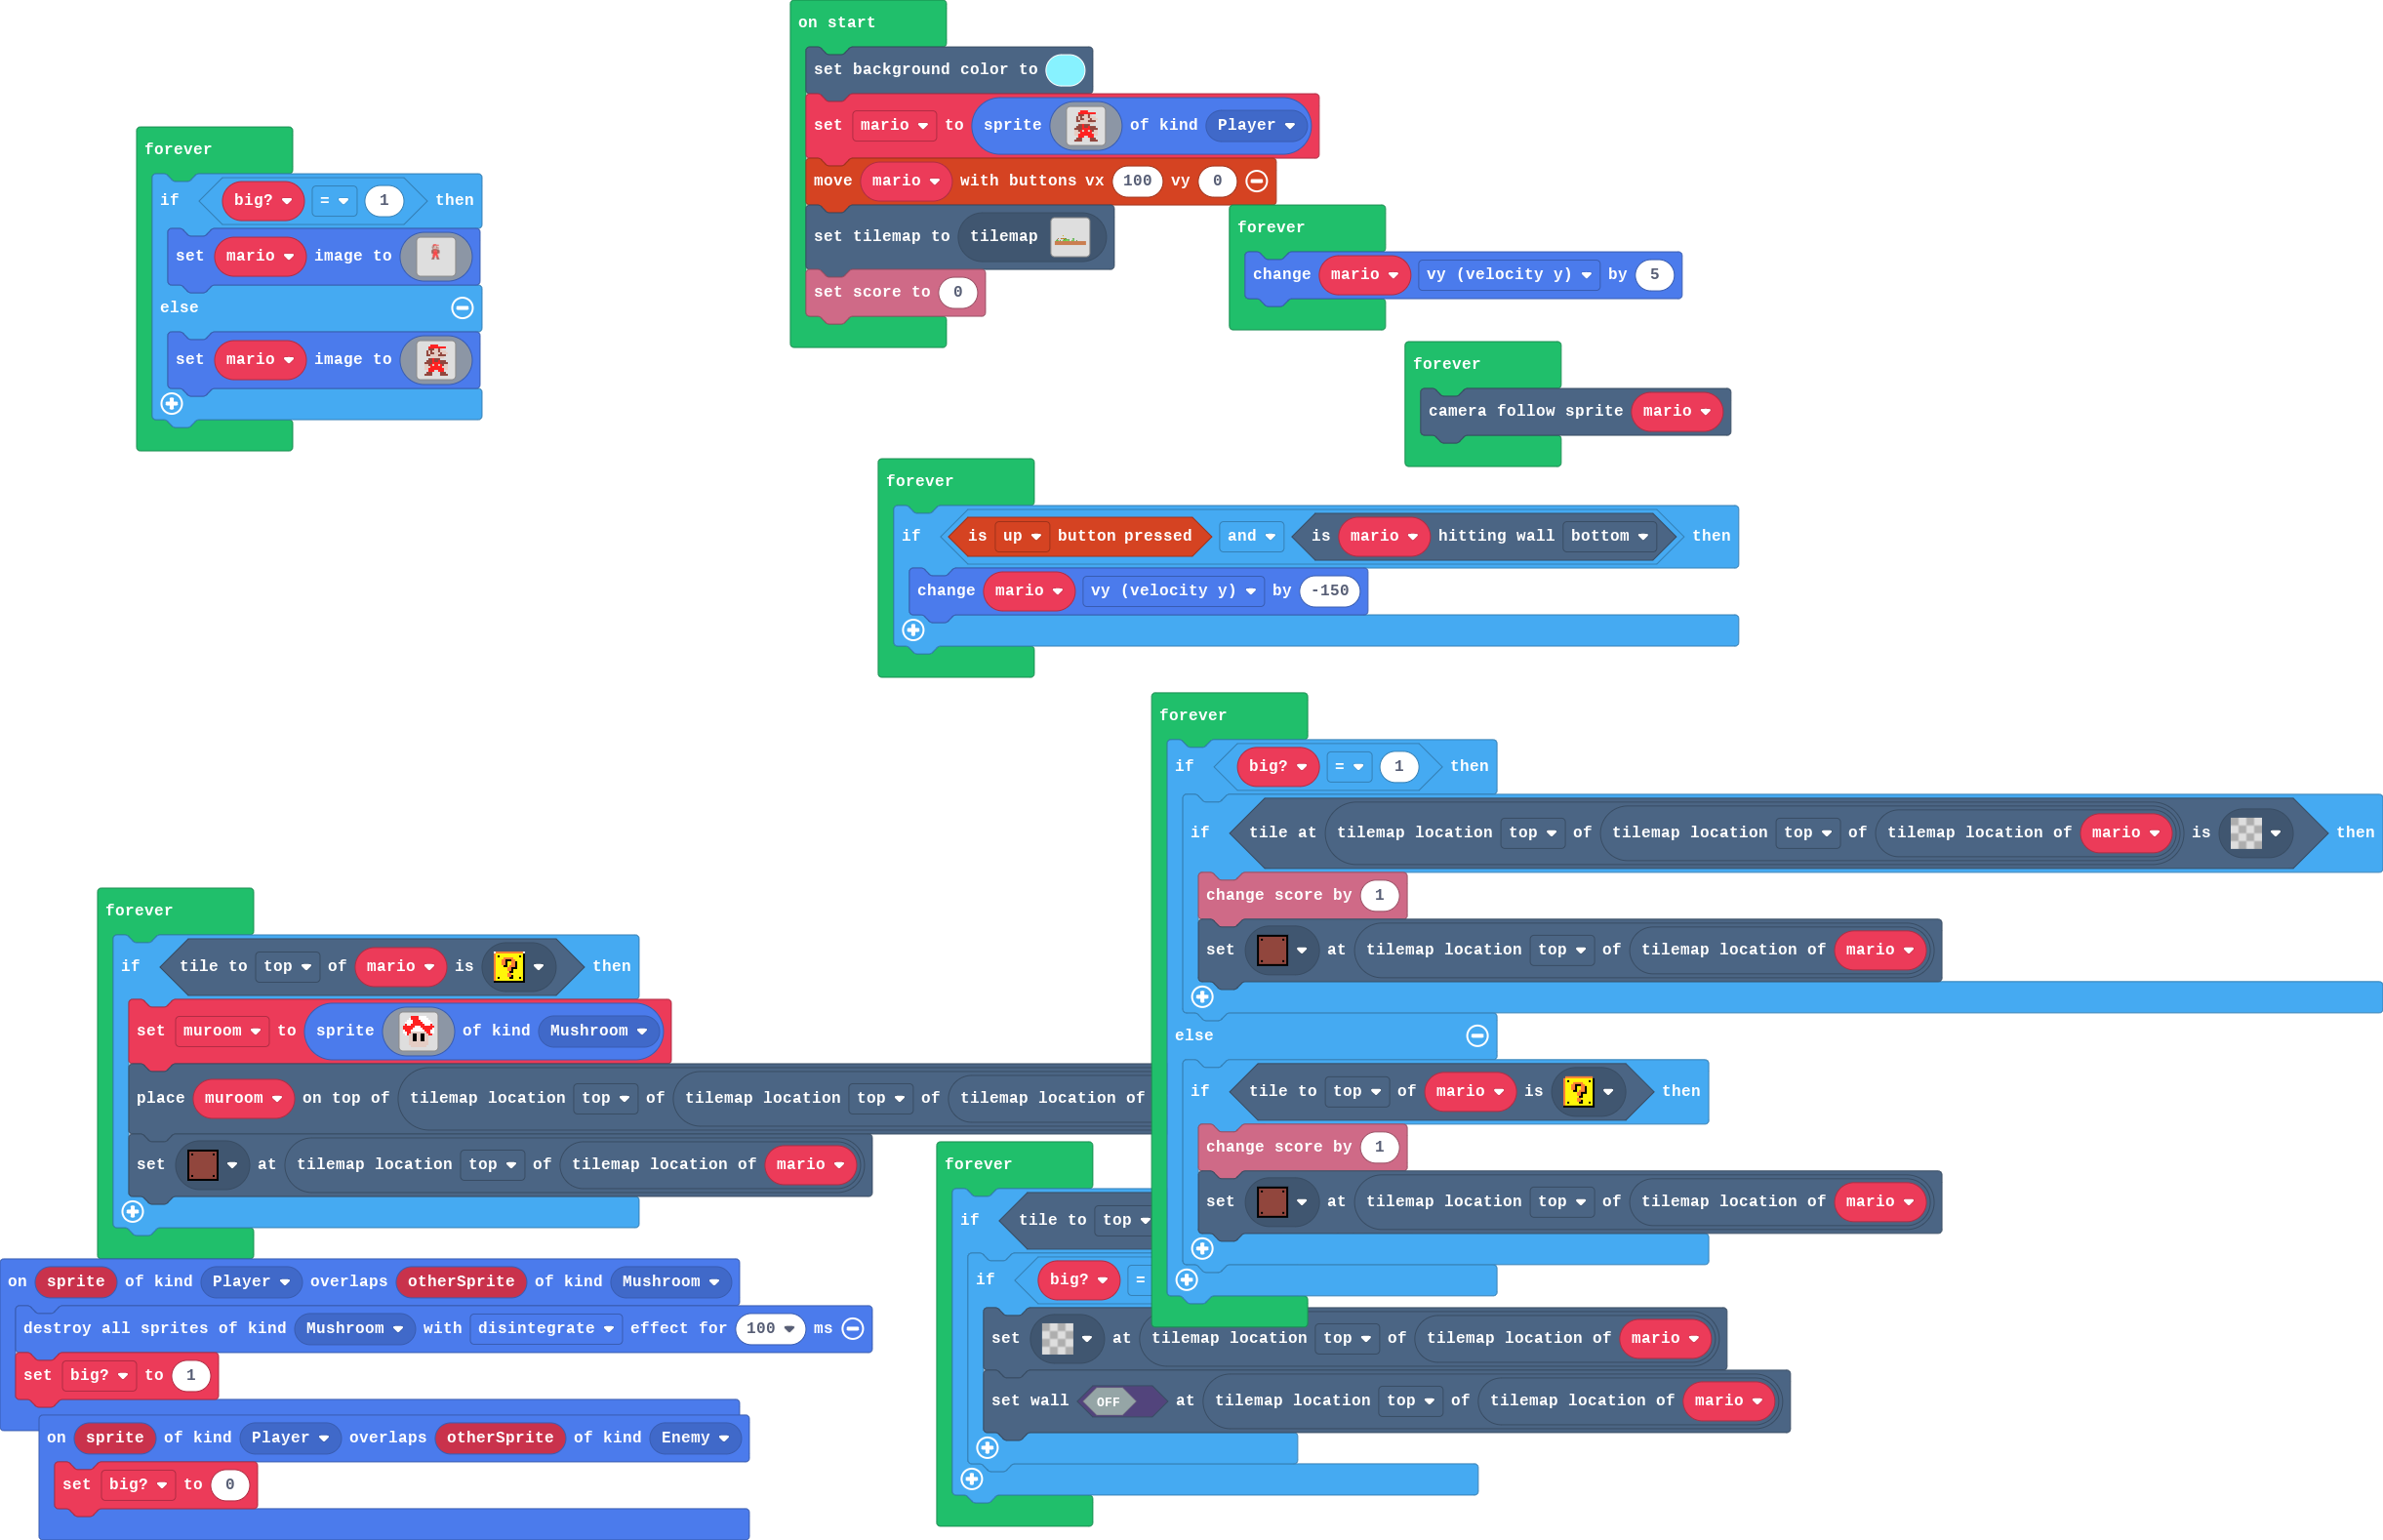 on start
set background color to
set mario to sprite of kind Player
move mario with buttons vx 100 vy 0
set tilemap to tilemap
set score to 0
forever
if big? = 1 then
set mario image to
else
set mario image to
forever
change mario vy (velocity y) by 5
forever
camera follow sprite mario
forever
if is up button pressed and is mario hitting wall bottom then
change mario vy (velocity y) by -150
forever
if big? = 1 then
if tile at tilemap location top of tilemap location top of tilemap location of mario is then
change score by 1
set at tilemap location top of tilemap location of mario
else
if tile to top of mario is ? then
change score by 1
set at tilemap location top of tilemap location of mario
forever
if tile to top of mario is ? then
set muroom to sprite of kind Mushroom
place muroom on top of tilemap location top of tilemap location top of tilemap location of
set at tilemap location top of tilemap location of mario
forever
if tile to top
if big? =
set at tilemap location top of tilemap location of mario
set wall OFF at tilemap location top of tilemap location of mario
on sprite of kind Player overlaps otherSprite of kind Mushroom
destroy all sprites of kind Mushroom with disintegrate effect for 100 ms
set big? to 1
on sprite of kind Player overlaps otherSprite of kind Enemy
set big? to 0